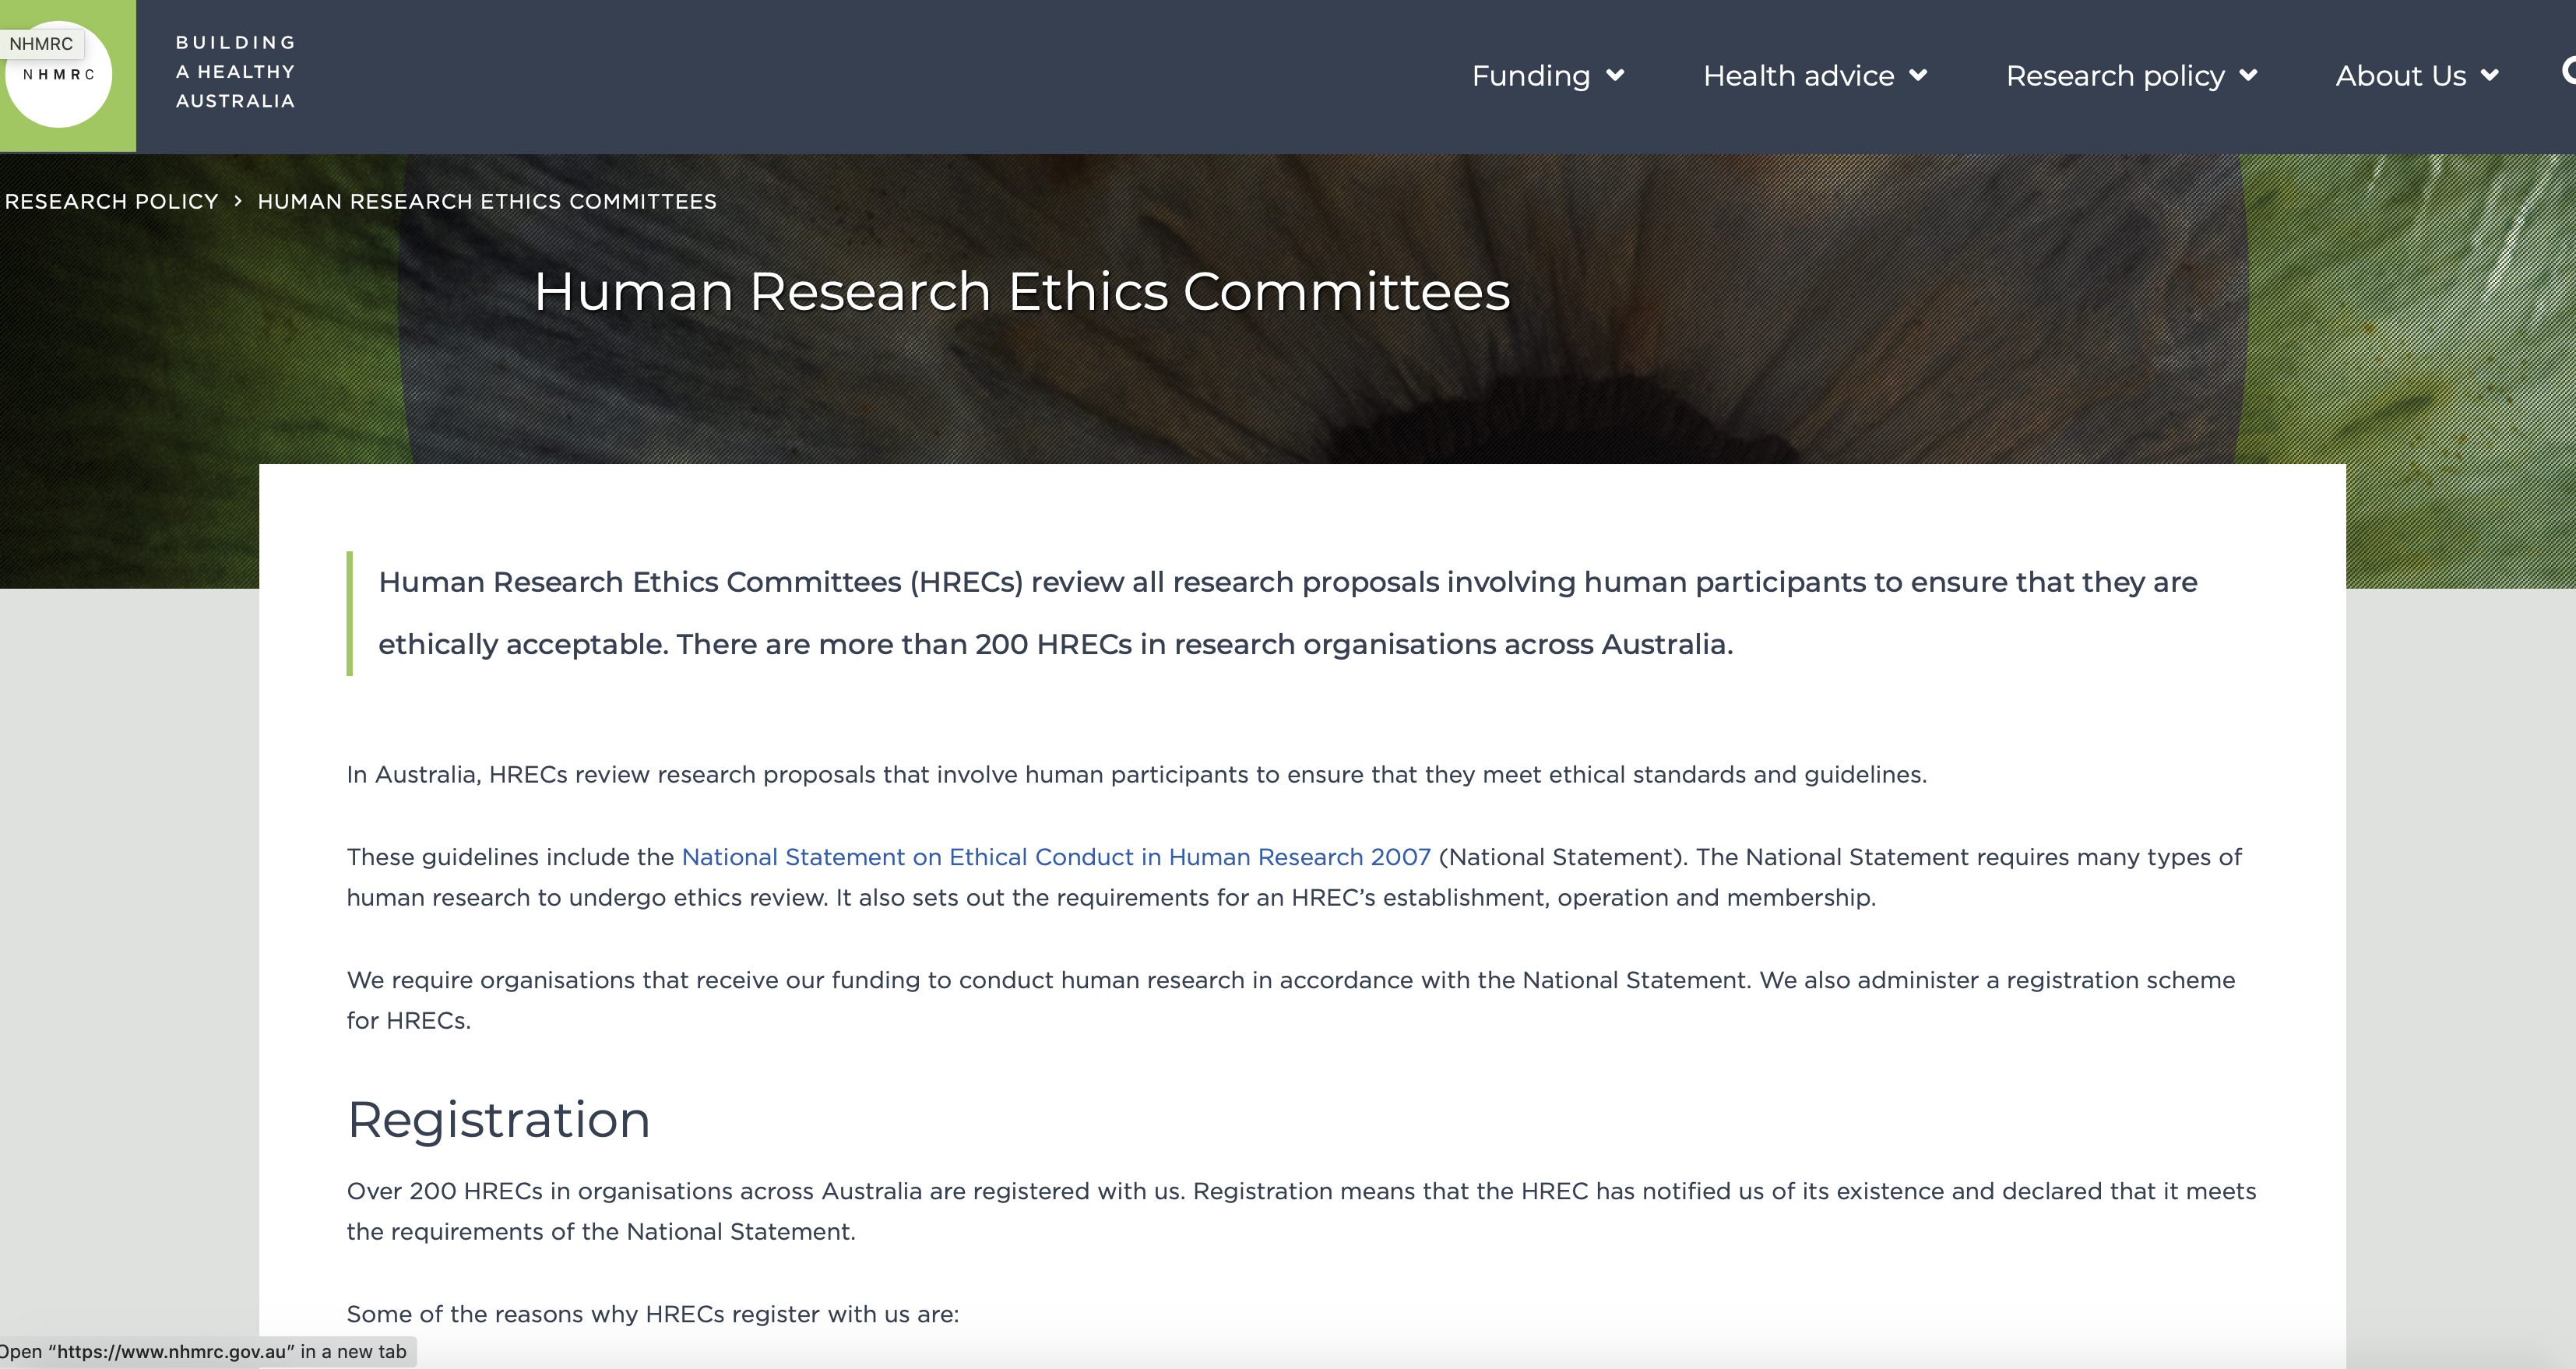 NHMRC
NHMRC
BUILDING
A HEALTHY
AUSTRALIA
Funding
Health advice
Research policy
About Us
RESEARCH POLICY > HUMAN RESEARCH ETHICS COMMITTEES
Human Research Ethics Committees
Human Research Ethics Committees (HRECs) review all research proposals involving human participants to ensure that they are
ethically acceptable. There are more than 200 HRECs in research organisations across Australia.
In Australia, HRECs review research proposals that involve human participants to ensure that they meet ethical standards and guidelines.
These guidelines include the National Statement on Ethical Conduct in Human Research 2007 (National Statement). The National Statement requires many types of
human research to undergo ethics review. It also sets out the requirements for an HREC’s establishment, operation and membership.
We require organisations that receive our funding to conduct human research in accordance with the National Statement. We also administer a registration scheme
for HRECs.
Registration
Over 200 HRECs in organisations across Australia are registered with us. Registration means that the HREC has notified us of its existence and declared that it meets
the requirements of the National Statement.
Some of the reasons why HRECs register with us are:
Open “https://www.nhmrc.gov.au” in a new tab